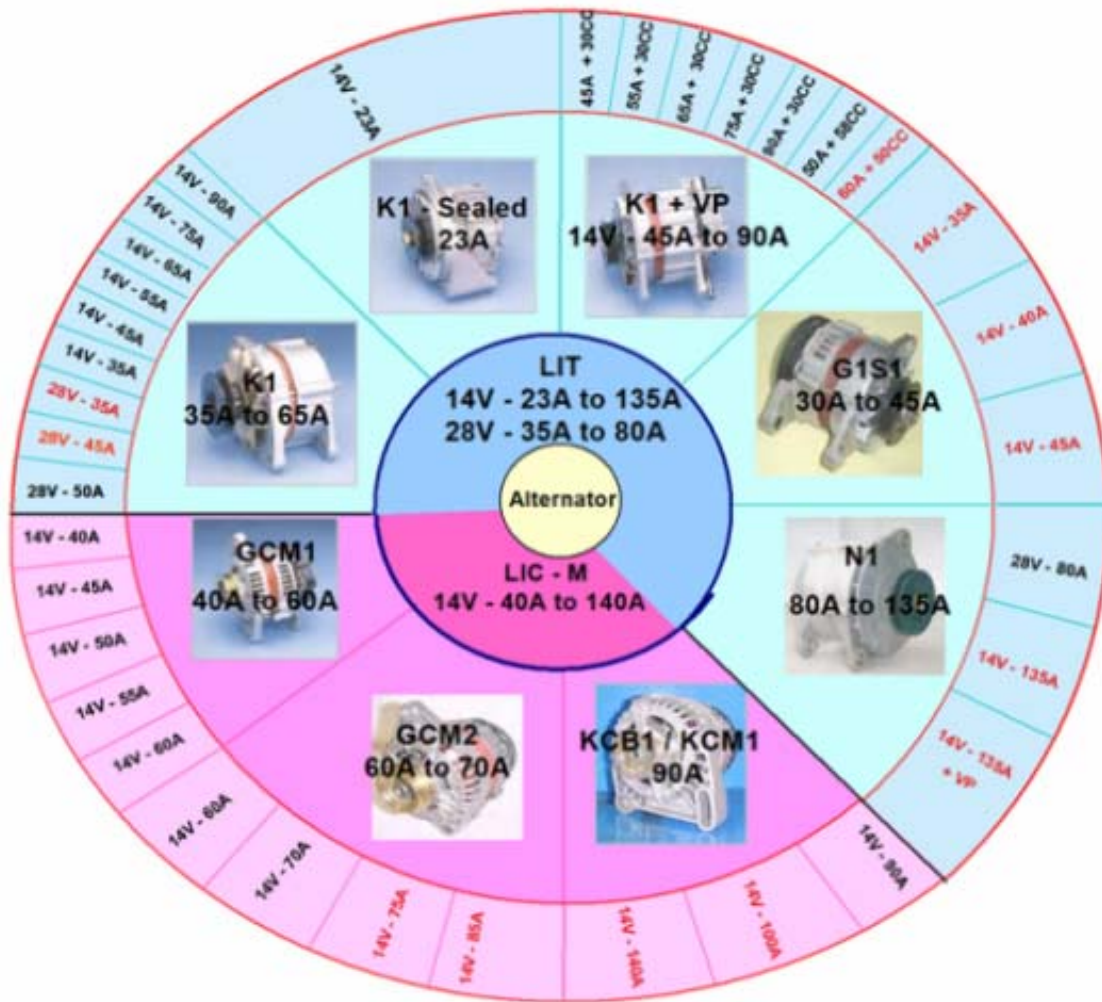 14V - 23A
45A + 30CC
55A + 30CC
65A + 30CC
75A + 30CC
90A + 30CC
50A + 58CC
60A + 50CC
14V - 35A
14V - 40A
14V - 45A
28V - 80A
14V - 135A
14V - 135A
+ VP
14V - 90A
14V - 100A
14V - 140A
14V - 85A
14V - 75A
14V - 70A
14V - 60A
14V - 60A
14V - 55A
14V - 50A
14V - 45A
14V - 40A
28V - 50A
28V - 45A
28V - 35A
14V - 35A
14V - 45A
14V - 55A
14V - 65A
14V - 75A
14V - 90A
K1 - Sealed
23A
K1 + VP
14V - 45A to 90A
G1S1
30A to 45A
N1
80A to 135A
KCB1 / KCM1
90A
GCM2
60A to 70A
GCM1
40A to 60A
K1
35A to 65A
LIT
14V - 23A to 135A
28V - 35A to 80A
Alternator
LIC - M
14V - 40A to 140A